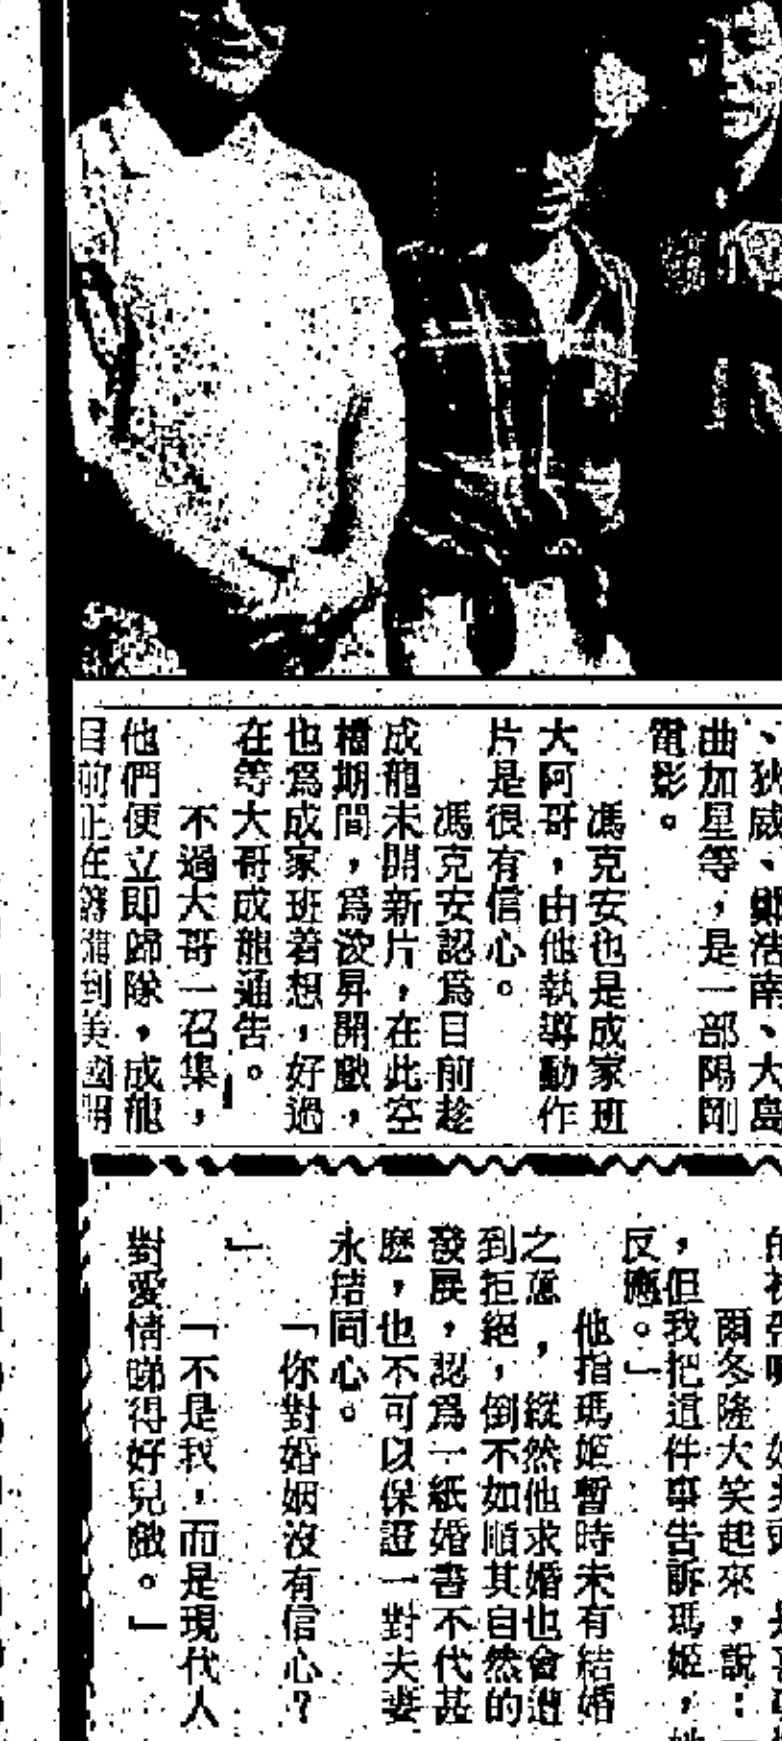 、狄威、鄭浩南、大島
曲加星等，是一部陽剛
電影。
馮克安也是成家班
大阿哥，由他執導動作
片是很有信心。
馮克安認爲目前趁
成龍未開新片，在此空
檔期間，爲泼昇開戲，
也爲成家班着想，好過
在等大哥成龍通告。
不過大哥一召集，
他們便立即歸隊，成龍
目前正在籌備到美國開
爾冬陞大笑起來，說：「
，但我把這件事告訴瑪姬，她
反應。」
他指瑪姬暫時未有結婚
之意，縱然他求婚也會遭
到拒絕，倒不如順其自然的
發展，認爲一紙婚書不代甚
麽，也不可以保證一對夫妻
永結同心。
「你對婚姻沒有信心？
」
「不是我，而是現代人
對愛情睇得好兒戲。」